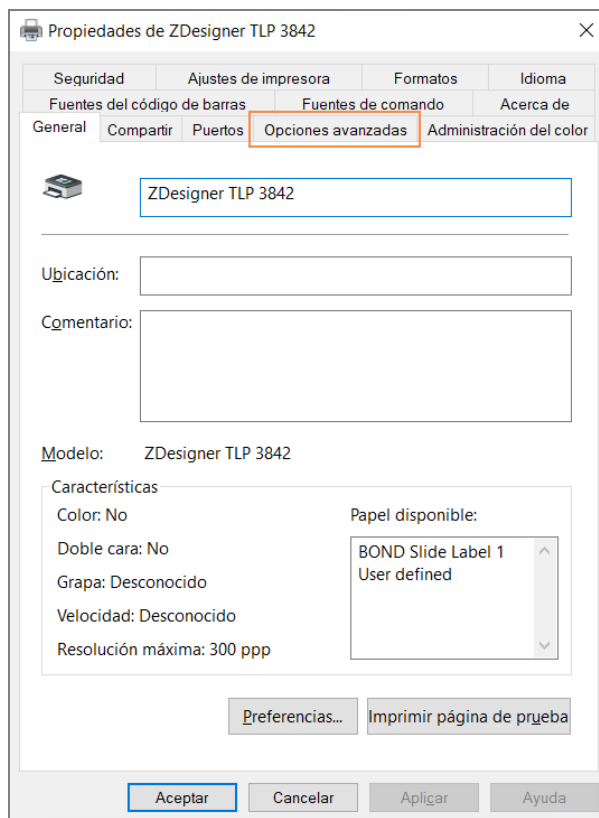 Propiedades de ZDesigner TLP 3842
Seguridad Ajustes de impresora Formatos Idioma
Fuentes del código de barras Fuentes de comando Acerca de
General Compartir Puertos Opciones avanzadas Administración del color
ZDesigner TLP 3842
Ubicación:
Comentario:
Modelo: ZDesigner TLP 3842
Características
Color: No Papel disponible:
Doble cara: No BOND Slide Label 1
Grapa: Desconocido User defined
Velocidad: Desconocido
Resolución máxima: 300 ppp
Preferencias... Imprimir página de prueba
Aceptar Cancelar Aplicar Ayuda